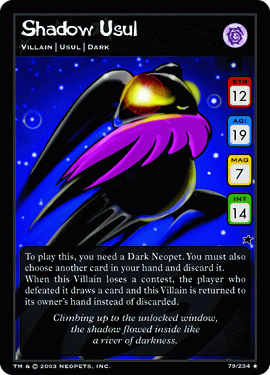 Shadow Usul
Villain | Usul | Dark
STR
12
AGI
19
MAG
7
INT
14
To play this, you need a Dark Neopet. You must also
choose another card in your hand and discard it.
When this Villain loses a contest, the player who
defeated it draws a card and this Villain is returned to
its owner's hand instead of discarded.
Climbing up to the unlocked window,
the shadow flowed inside like
a river of darkness.
TM & © 2003 NEOPETS, INC.
79/234 ★